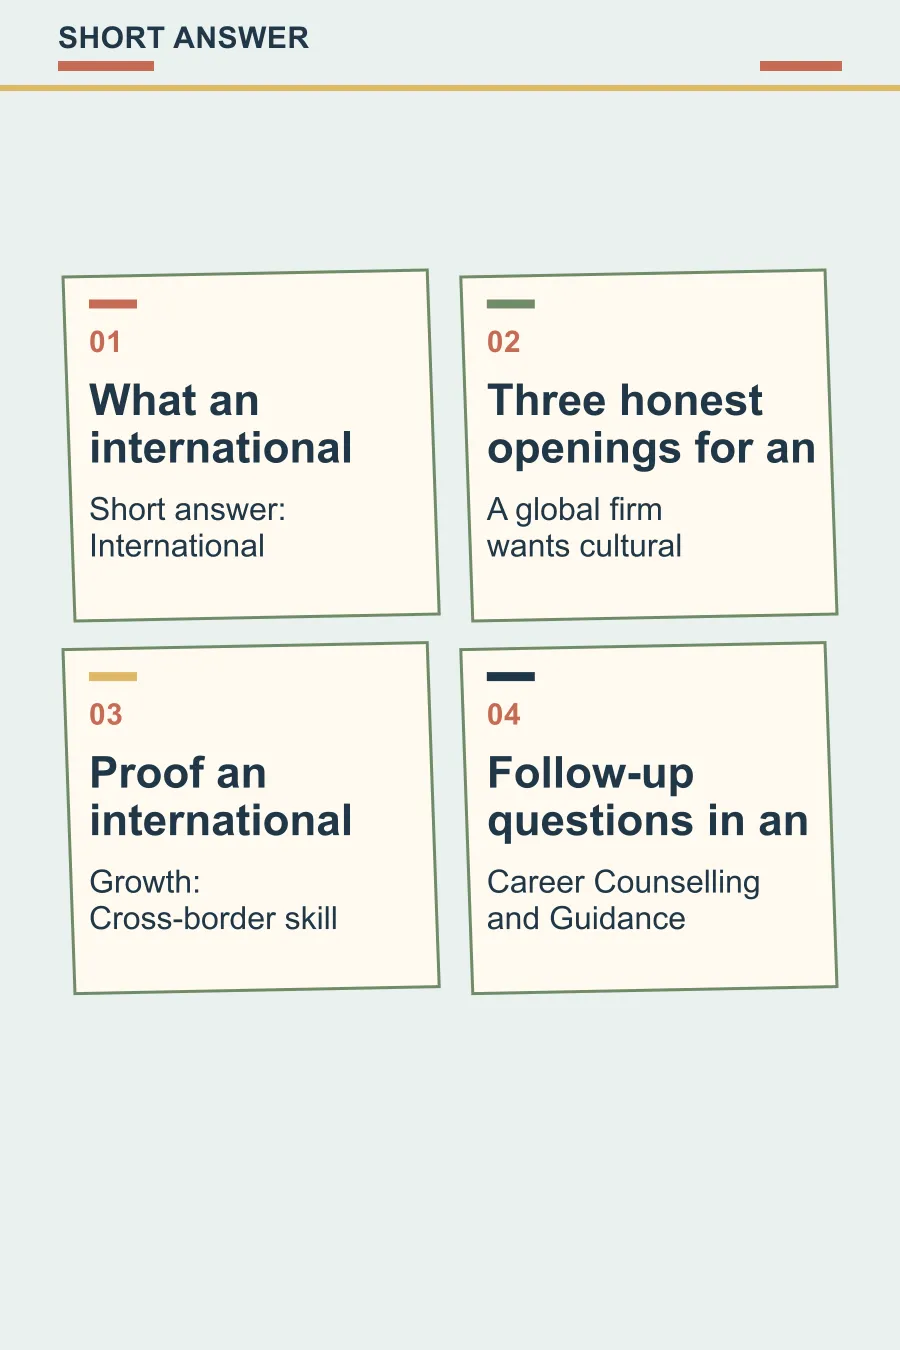 SHORT ANSWER
01
What an
international
Short answer:
International
02
Three honest
openings for an
A global firm
wants cultural
03
Proof an
international
Growth:
Cross-border skill
04
Follow-up
questions in an
Career Counselling
and Guidance